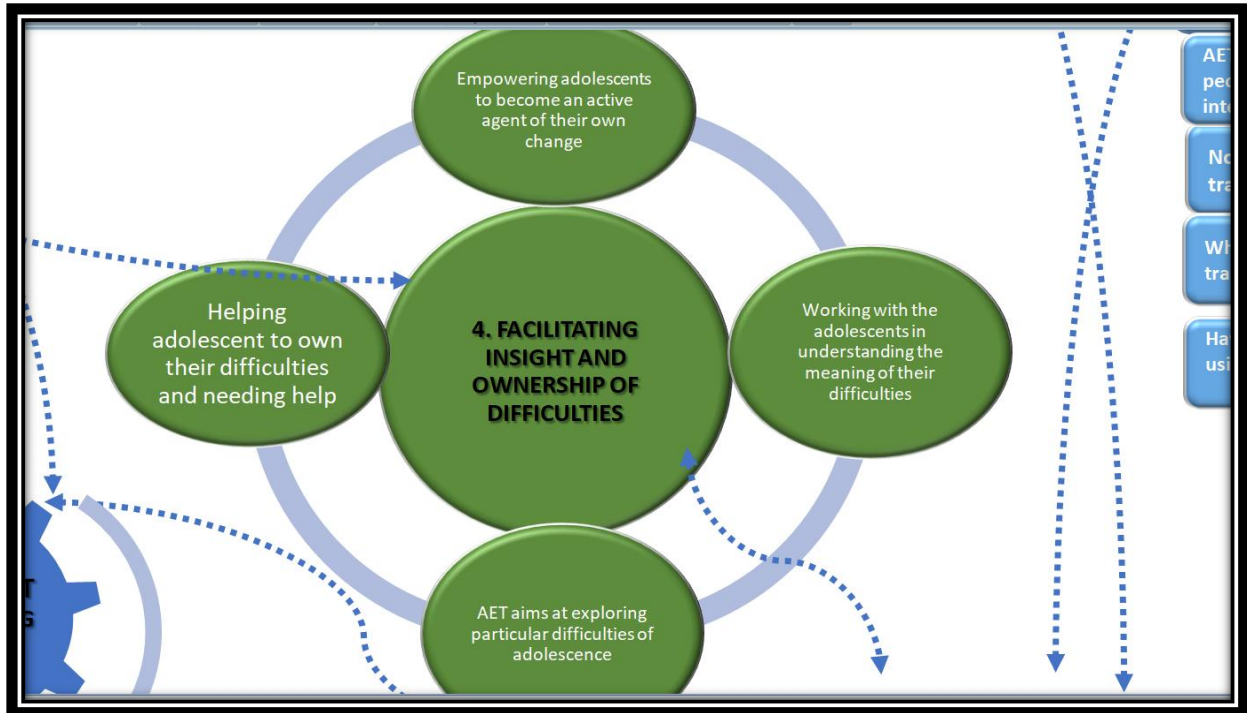 Empowering adolescents
to become an active
agent of their own
change
Helping
adolescent to own
their difficulties
and needing help
4. FACILITATING
INSIGHT AND
OWNERSHIP OF
DIFFICULTIES
Working with the
adolescents in
understanding the
meaning of their
difficulties
AET aims at exploring
particular difficulties of
adolescence